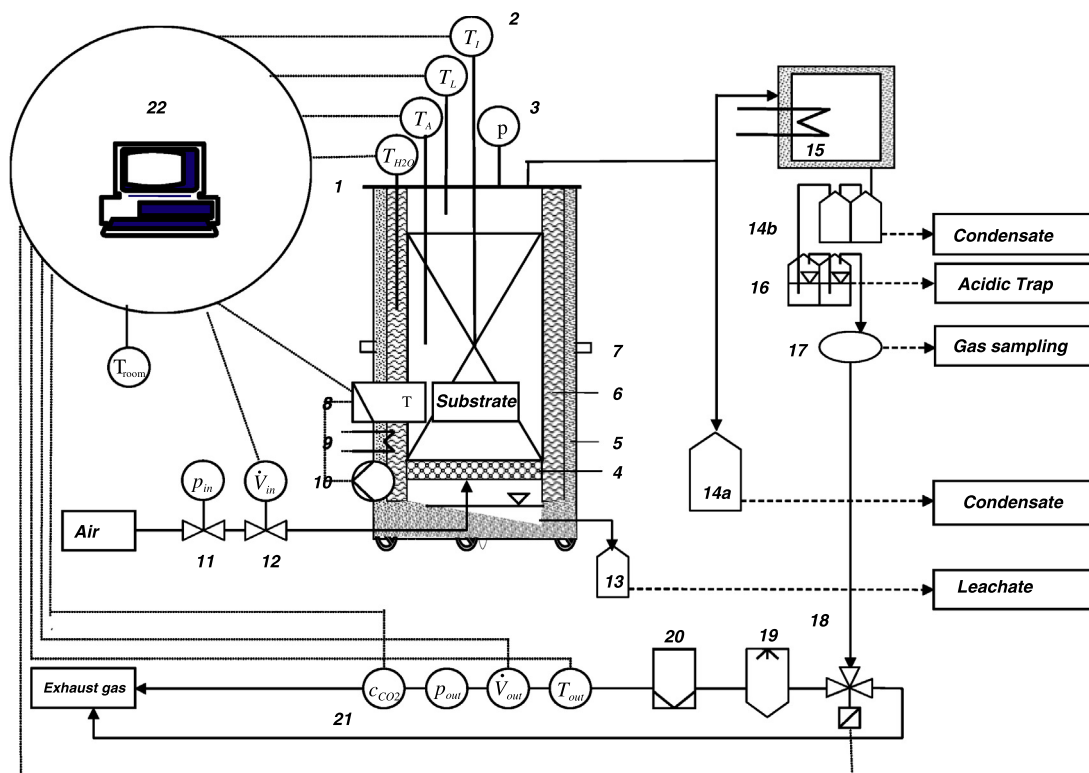 2
T_I
T_L
22
3
T_A
p
T_H2O
15
1
14b
Condensate
16
Acidic Trap
7
17
Gas sampling
T_room
8
T
Substrate
6
9
5
10
4
p_in
V̇_in
14a
Condensate
Air
11
12
13
Leachate
18
20
19
Exhaust gas
c_CO2
p_out
V̇_out
T_out
21